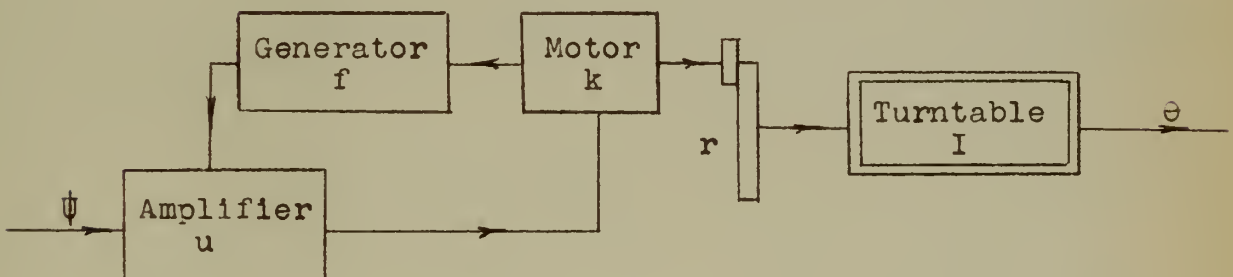 Generator
f
Motor
k
r
Turntable
I
θ
ψ
Amplifier
u